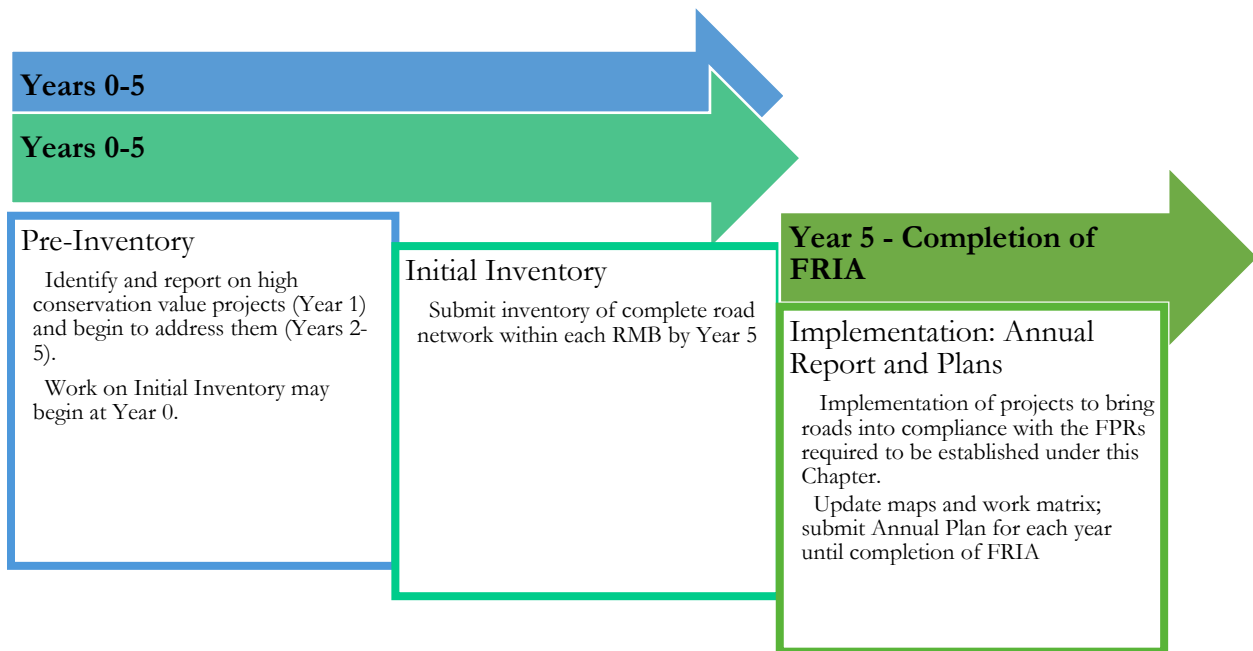 Years 0-5
Years 0-5
Pre-Inventory
Identify and report on high
conservation value projects (Year 1)
and begin to address them (Years 2-
5).
Work on Initial Inventory may
begin at Year 0.
Initial Inventory
Submit inventory of complete road
network within each RMB by Year 5
Year 5 - Completion of
FRIA
Implementation: Annual
Report and Plans
Implementation of projects to bring
roads into compliance with the FPRs
required to be established under this
Chapter.
Update maps and work matrix;
submit Annual Plan for each year
until completion of FRIA